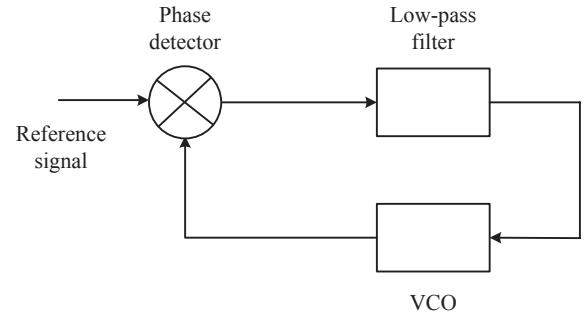 Phase
detector
Low-pass
filter
Reference
signal
VCO